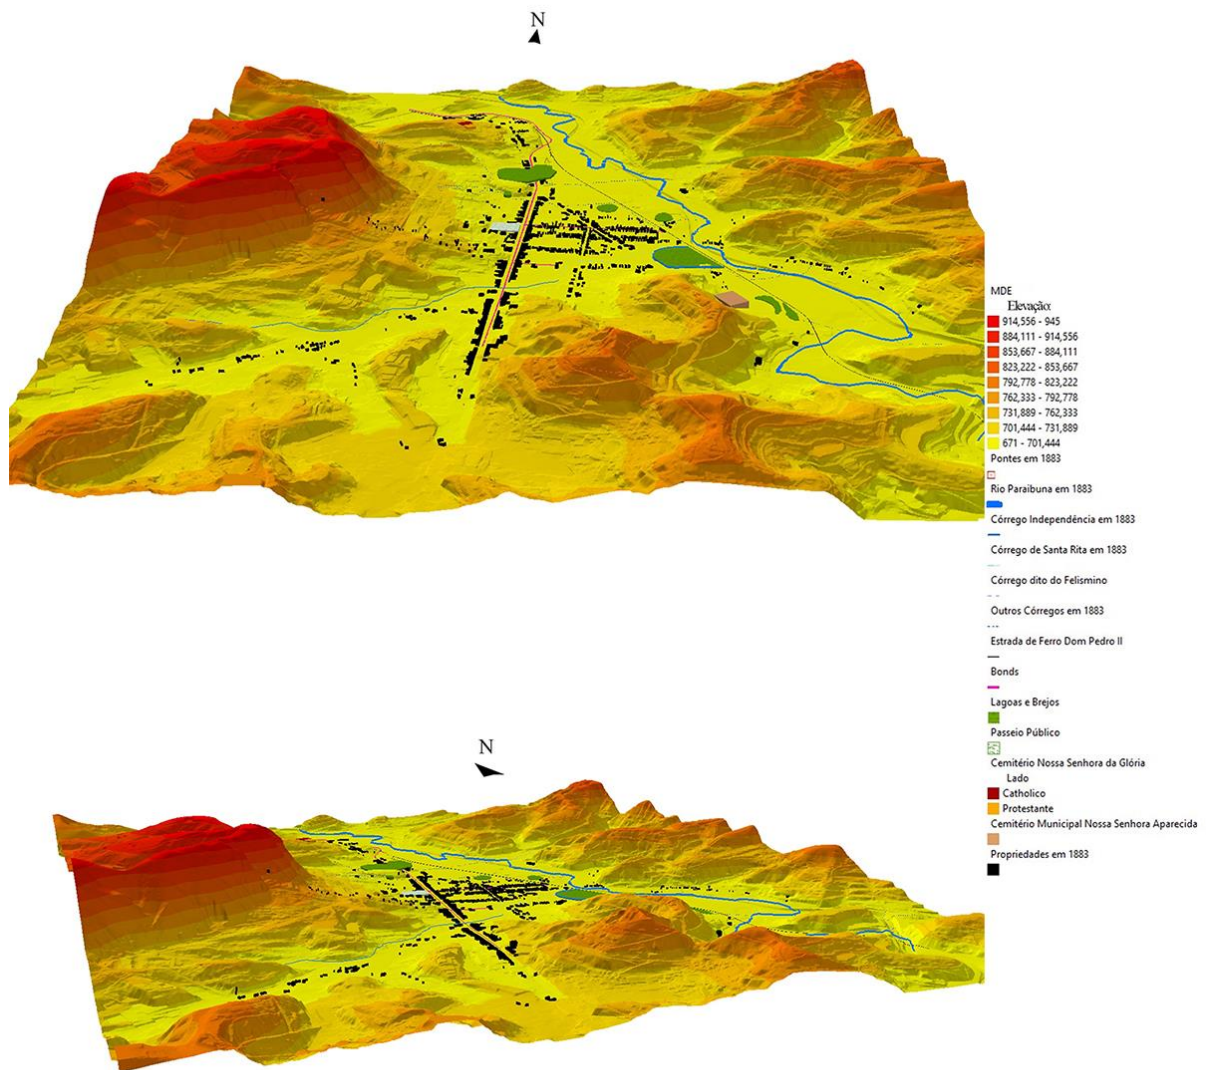 N
MDE
Elevação:
914,556 - 945
884,111 - 914,556
853,667 - 884,111
823,222 - 853,667
792,778 - 823,222
762,333 - 792,778
731,889 - 762,333
701,444 - 731,889
671 - 701,444
Pontes em 1883
Rio Paraibuna em 1883
Córrego Independência em 1883
Córrego de Santa Rita em 1883
Córrego dito do Felismino
Outros Córregos em 1883
Estrada de Ferro Dom Pedro II
Bonds
Lagoas e Brejos
Passeio Público
Cemitério Nossa Senhora da Glória
Lado
Catholico
Protestante
Cemitério Municipal Nossa Senhora Aparecida
Propriedades em 1883
N